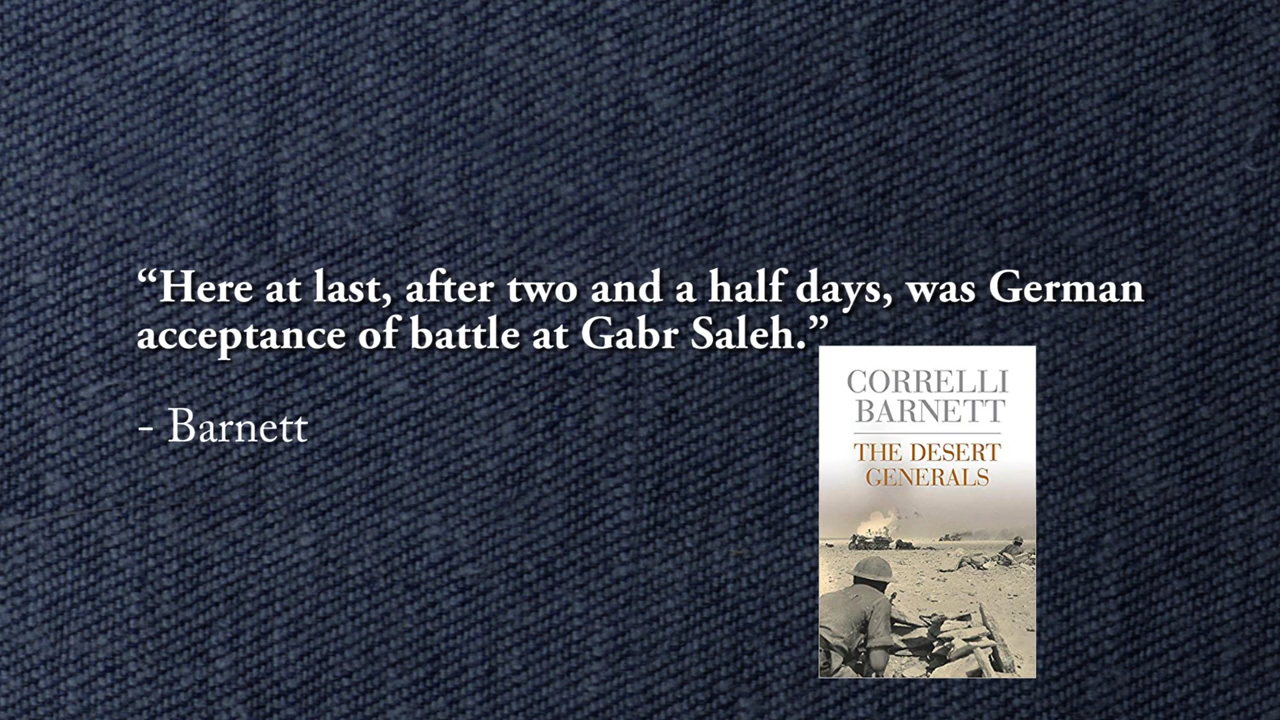 “Here at last, after two and a half days, was German
acceptance of battle at Gabr Saleh.”
- Barnett
CORRELLI
BARNETT
THE DESERT
GENERALS